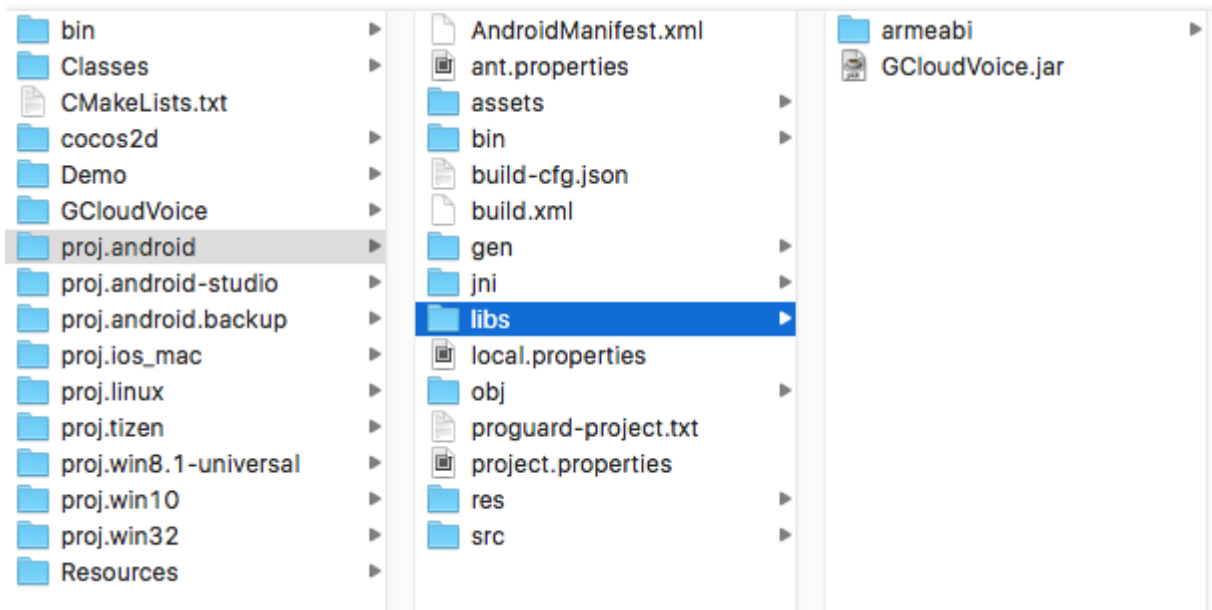 bin
Classes
CMakeLists.txt
cocos2d
Demo
GCloudVoice
proj.android
proj.android-studio
proj.android.backup
proj.ios_mac
proj.linux
proj.tizen
proj.win8.1-universal
proj.win10
proj.win32
Resources
AndroidManifest.xml
ant.properties
assets
bin
build-cfg.json
build.xml
gen
jni
libs
local.properties
obj
proguard-project.txt
project.properties
res
src
armeabi
GCloudVoice.jar